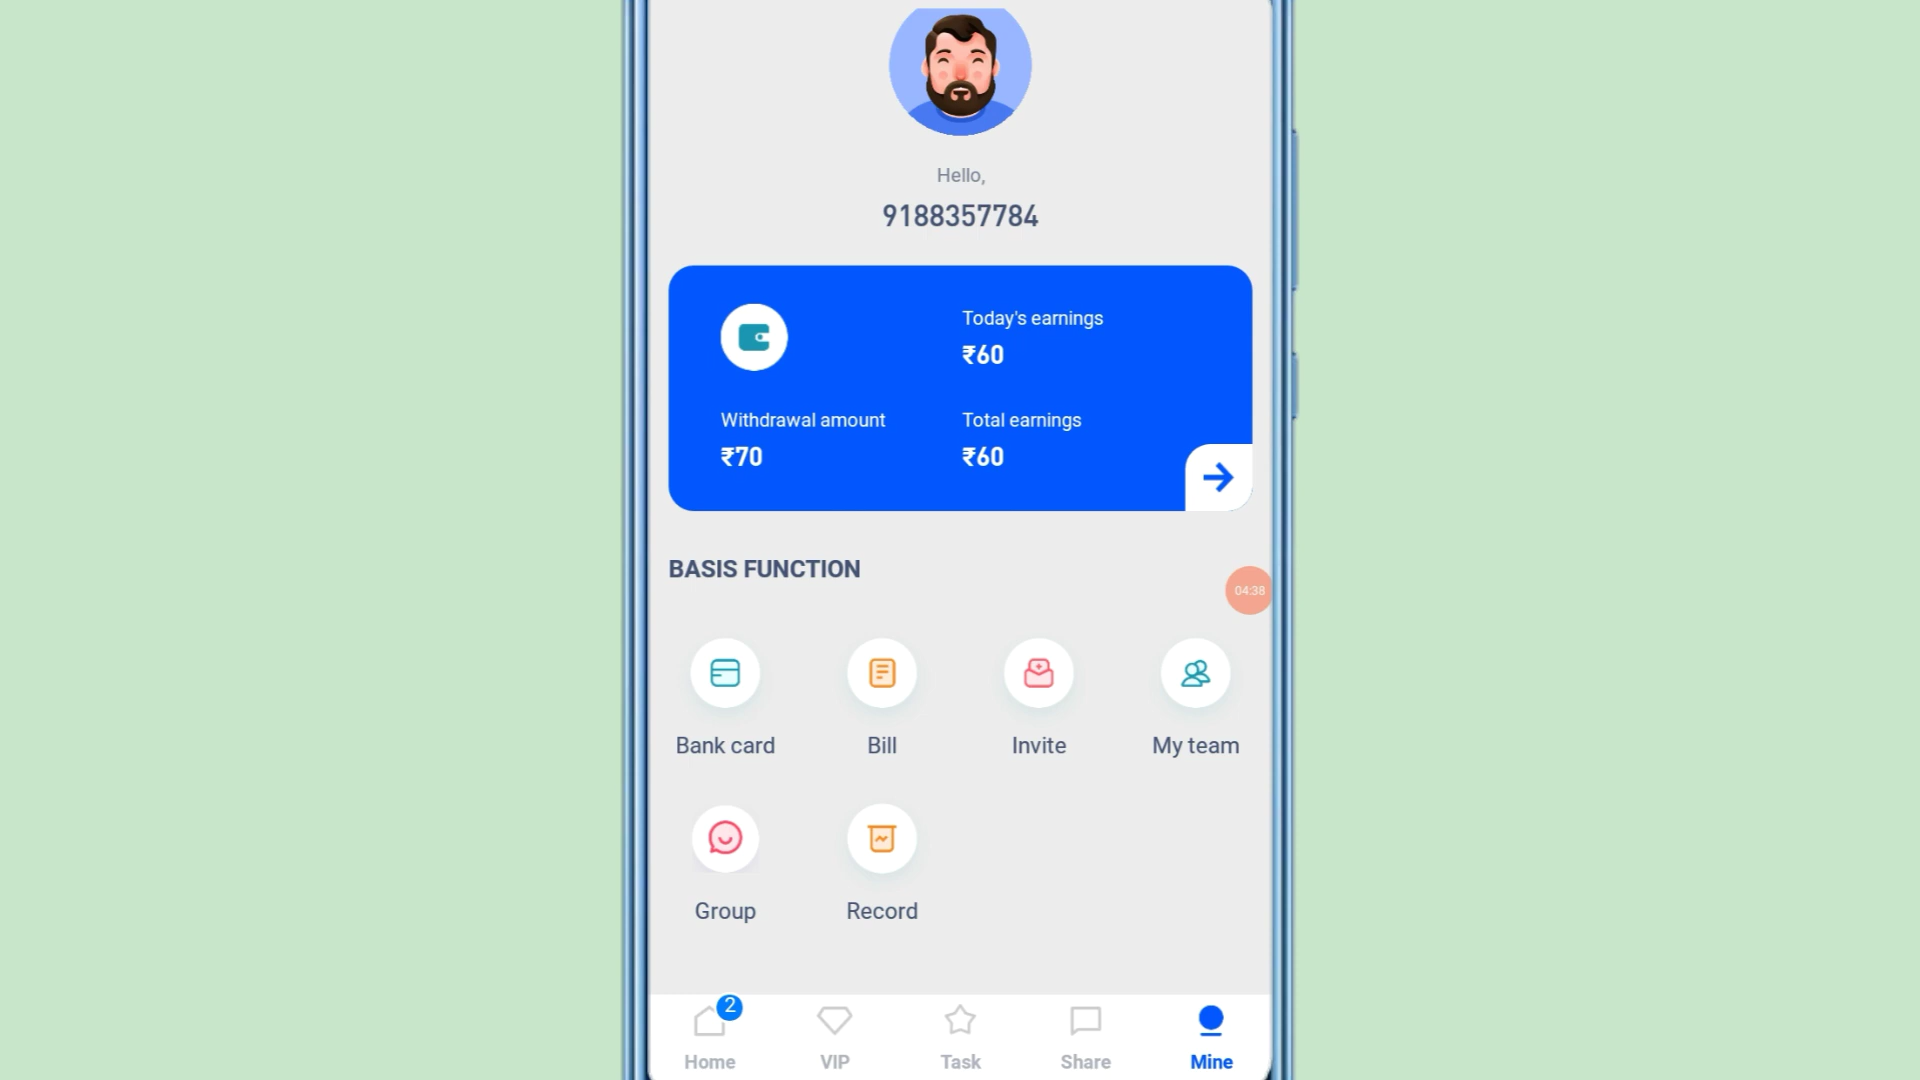 Hello,
9188357784
Today's earnings
₹60
Withdrawal amount
₹70
Total earnings
₹60
BASIS FUNCTION
04:38
Bank card
Bill
Invite
My team
Group
Record
2
Home
VIP
Task
Share
Mine